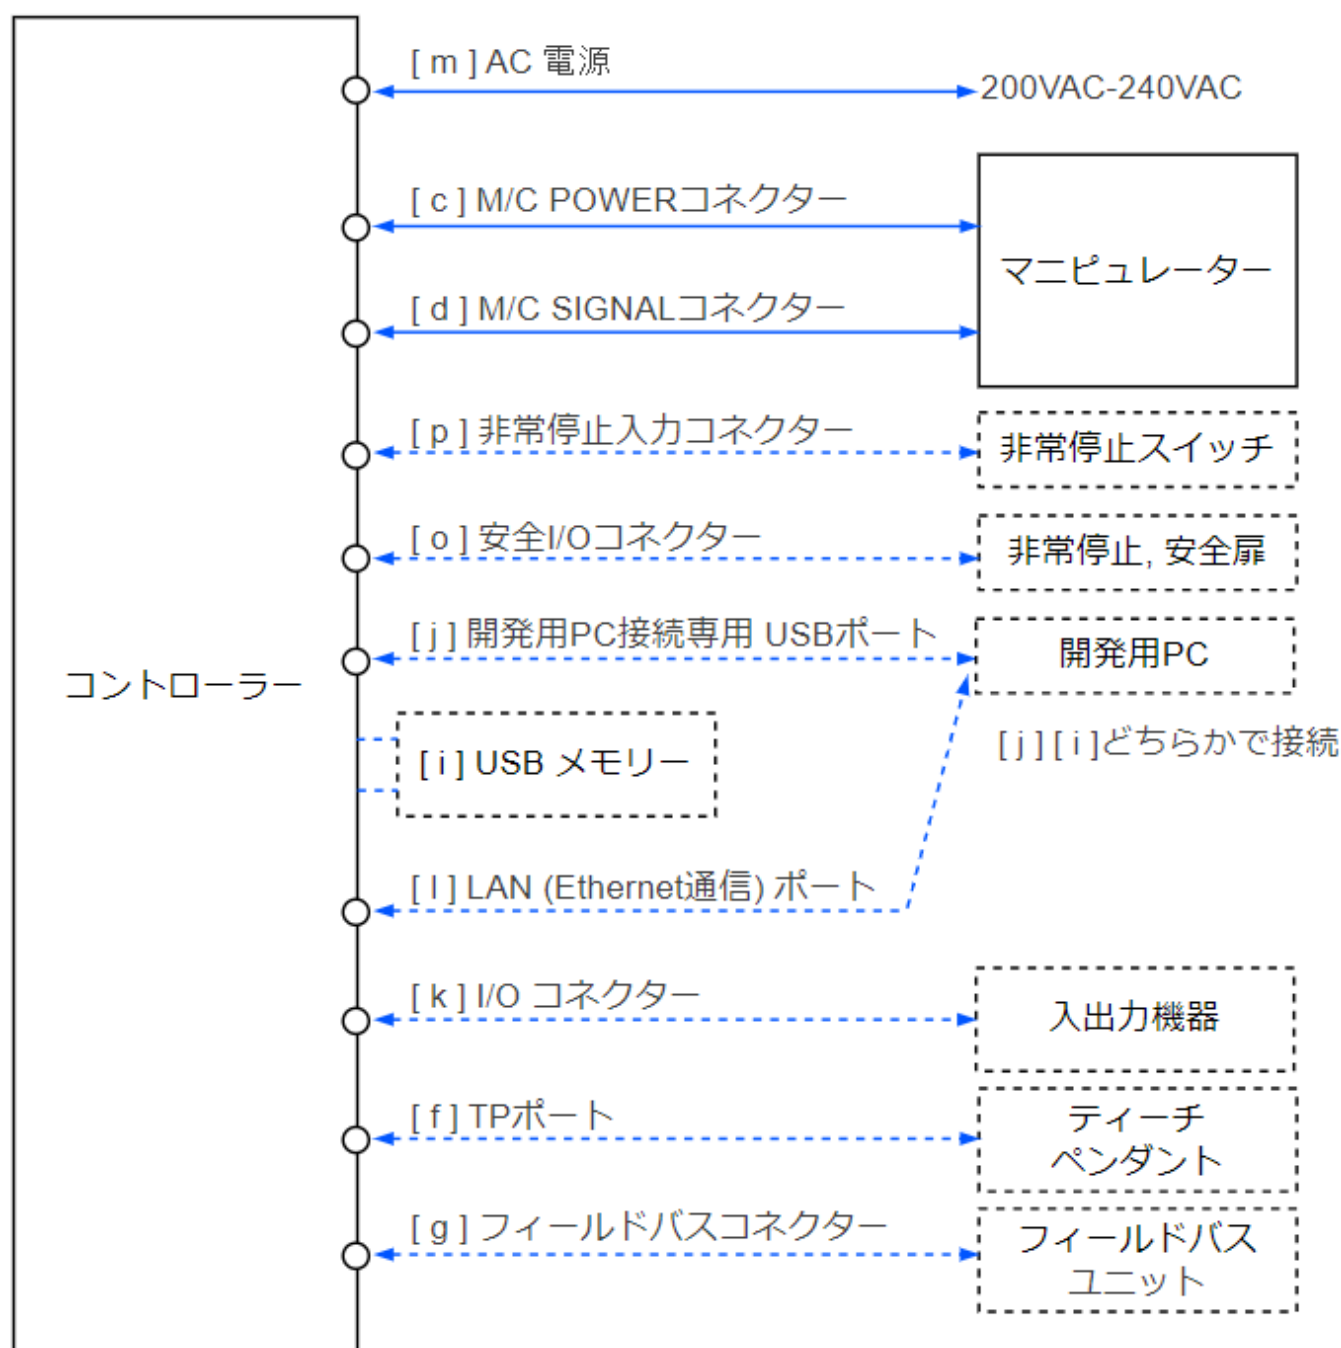 [ m ] AC 電源
200VAC-240VAC
[ c ] M/C POWERコネクター
マニピュレーター
[ d ] M/C SIGNALコネクター
[ p ] 非常停止入力コネクター
非常停止スイッチ
[ o ] 安全I/Oコネクター
非常停止, 安全扉
[ j ] 開発用PC接続専用 USBポート
開発用PC
コントローラー
[ j ] [ i ]どちらかで接続
[ i ] USB メモリー
[ l ] LAN (Ethernet通信) ポート
[ k ] I/O コネクター
入出力機器
[ f ] TPポート
ティーチ
ペンダント
[ g ] フィールドバスコネクター
フィールドバス
ユニット